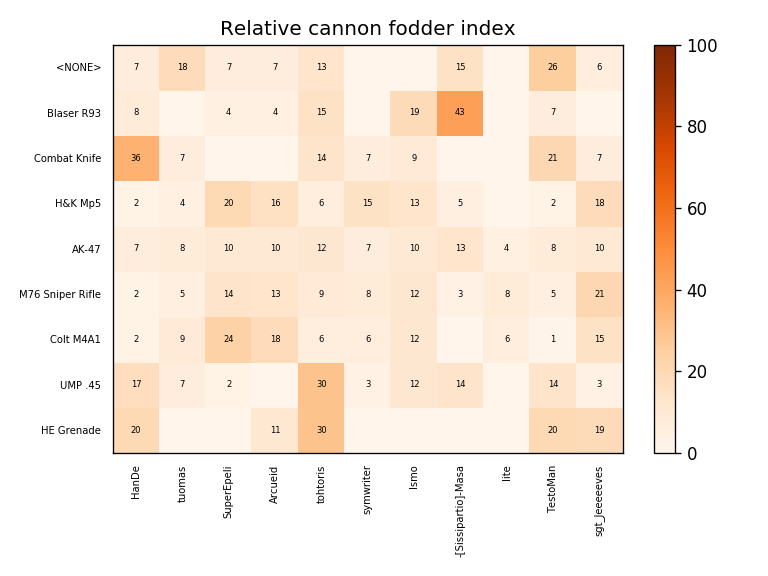 Relative cannon fodder index
<NONE> 7 18 7 7 13 15 26 6
Blaser R93 8 4 4 15 19 43 7
Combat Knife 36 7 14 7 9 21 7
H&K Mp5 2 4 20 16 6 15 13 5 2 18
AK-47 7 8 10 10 12 7 10 13 4 8 10
M76 Sniper Rifle 2 5 14 13 9 8 12 3 8 5 21
Colt M4A1 2 9 24 18 6 6 12 6 1 15
UMP .45 17 7 2 30 3 12 14 14 3
HE Grenade 20 11 30 20 19
HanDe
tuomas
SuperEpeli
Arcueid
tohtoris
symwriter
Ismo
-[Sissipartio]-Masa
lite
TestoMan
sgt_Jeeeeeves
100
80
60
40
20
0